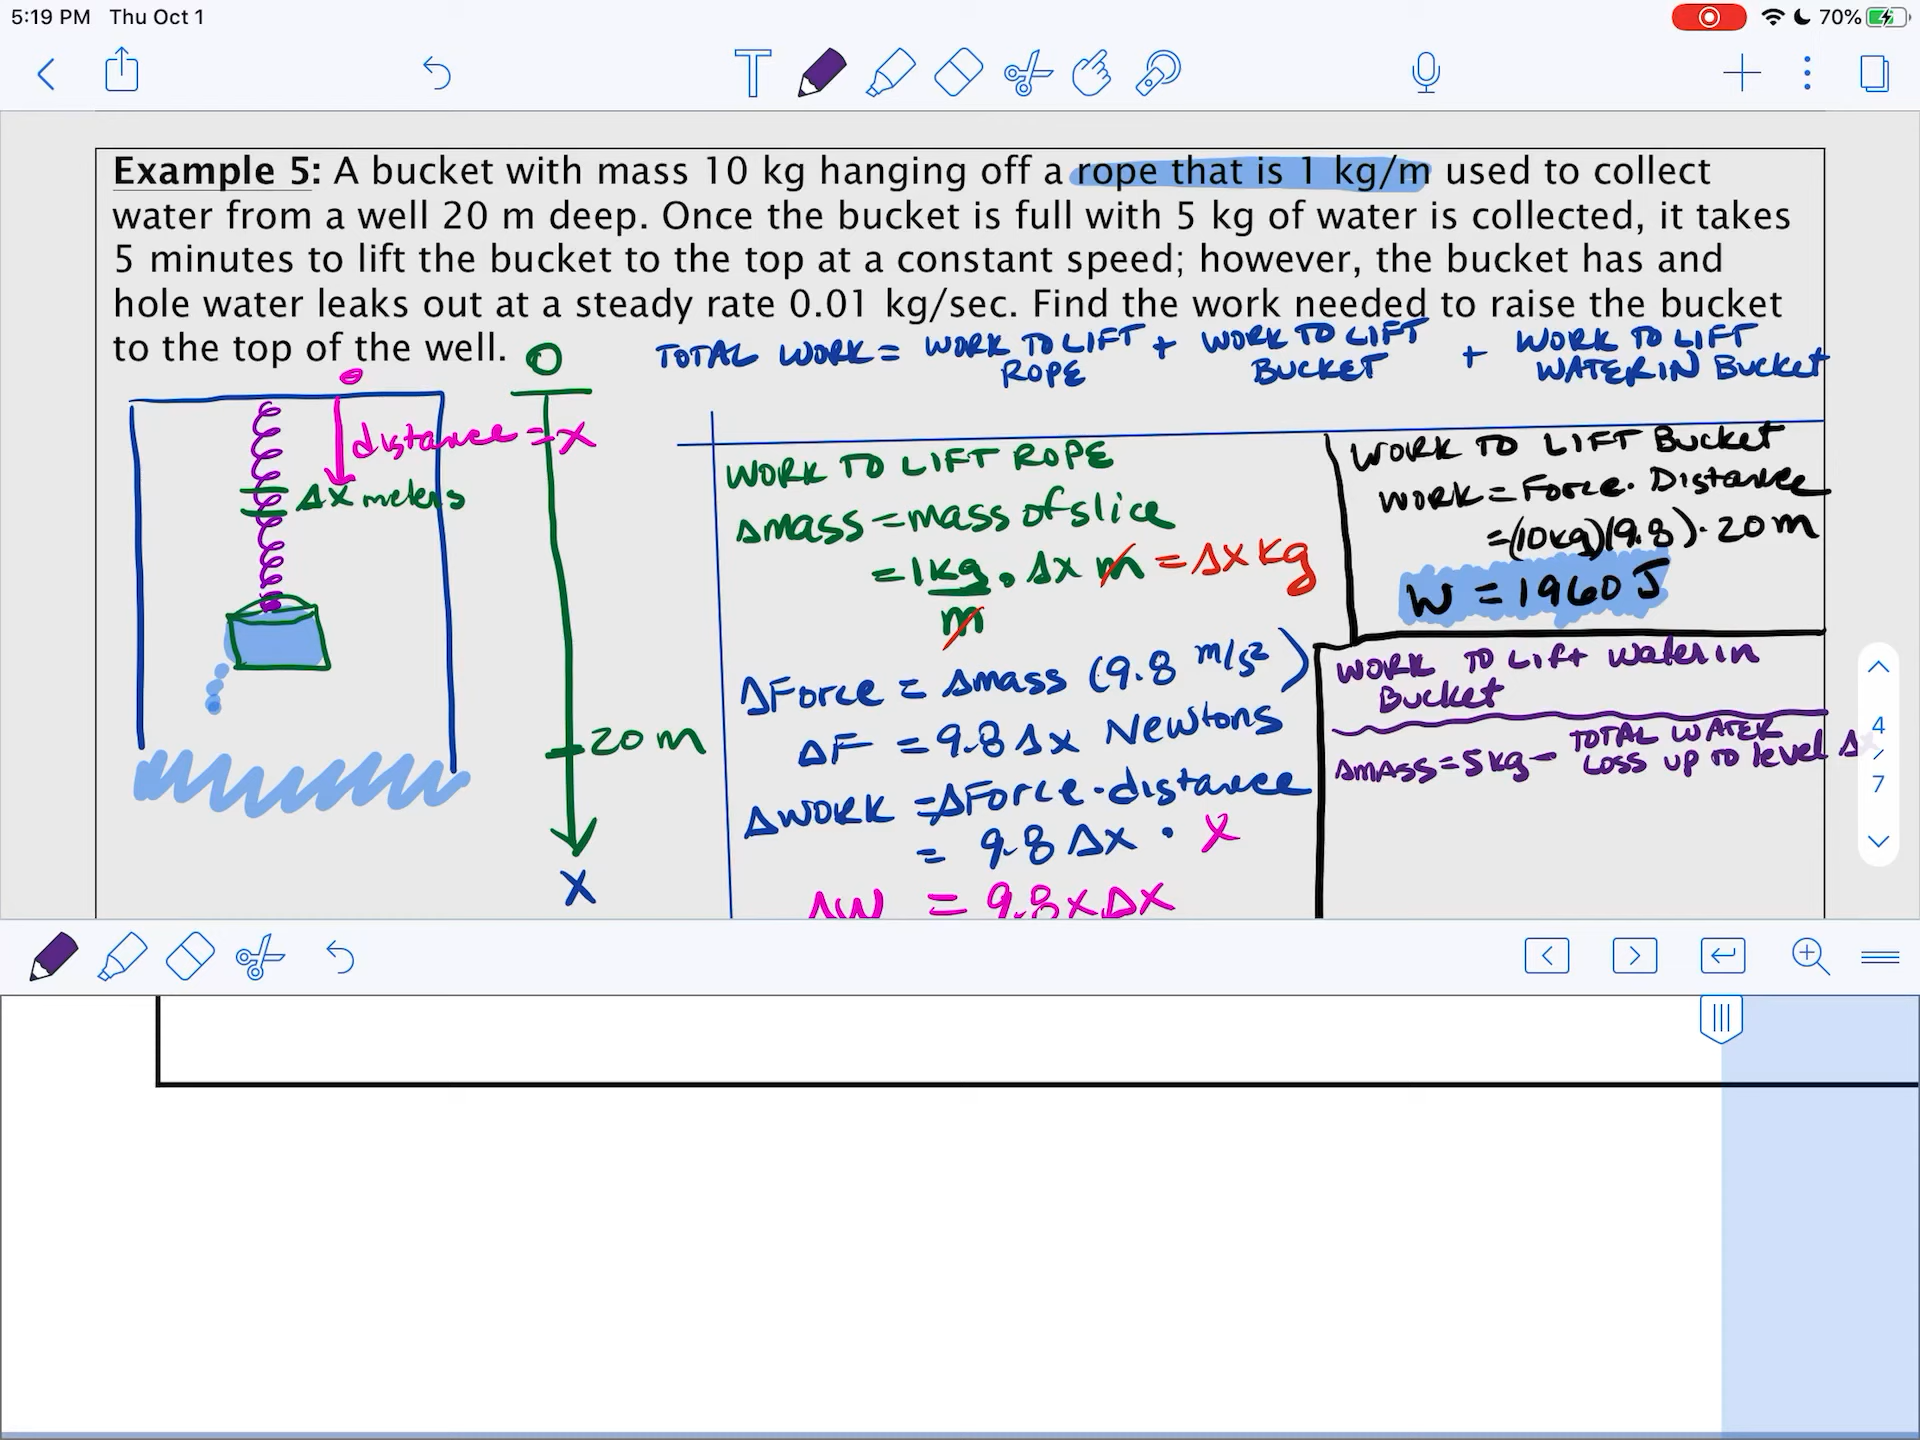 5:19 PM Thu Oct 1
70%
T
Example 5: A bucket with mass 10 kg hanging off a rope that is 1 kg/m used to collect
water from a well 20 m deep. Once the bucket is full with 5 kg of water is collected, it takes
5 minutes to lift the bucket to the top at a constant speed; however, the bucket has and
hole water leaks out at a steady rate 0.01 kg/sec. Find the work needed to raise the bucket
to the top of the well.
TOTAL WORK = WORK TO LIFT ROPE + WORK TO LIFT BUCKET + WORK TO LIFT WATER IN BUCKET
0
distance = x
Δx meters
20 m
X
WORK TO LIFT ROPE
Δmass = mass of slice
= 1 kg/m · Δx m = Δx kg
ΔForce = Δmass (9.8 m/s²)
ΔF = 9.8 Δx Newtons
ΔWORK = ΔForce · distance
= 9.8 Δx · x
ΔW = 9.8xΔx
WORK TO LIFT Bucket
WORK = Force · Distance
= (10kg)(9.8) · 20 m
W = 1960 J
WORK TO Lift Water in
Bucket
ΔMASS = 5kg – TOTAL WATER
LOSS UP TO level Δ
4
/
7